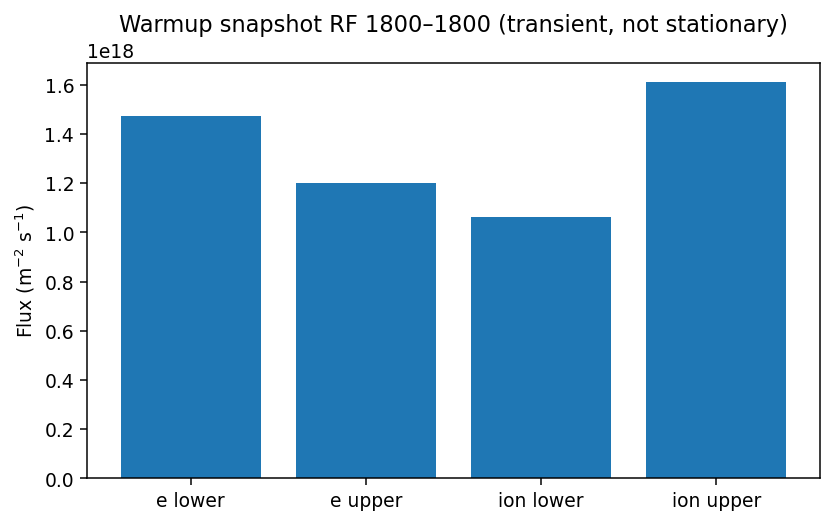 Warmup snapshot RF 1800–1800 (transient, not stationary)
1e18
1.6
1.4
1.2
1.0
0.8
0.6
0.4
0.2
0.0
Flux (m⁻² s⁻¹)
e lower
e upper
ion lower
ion upper